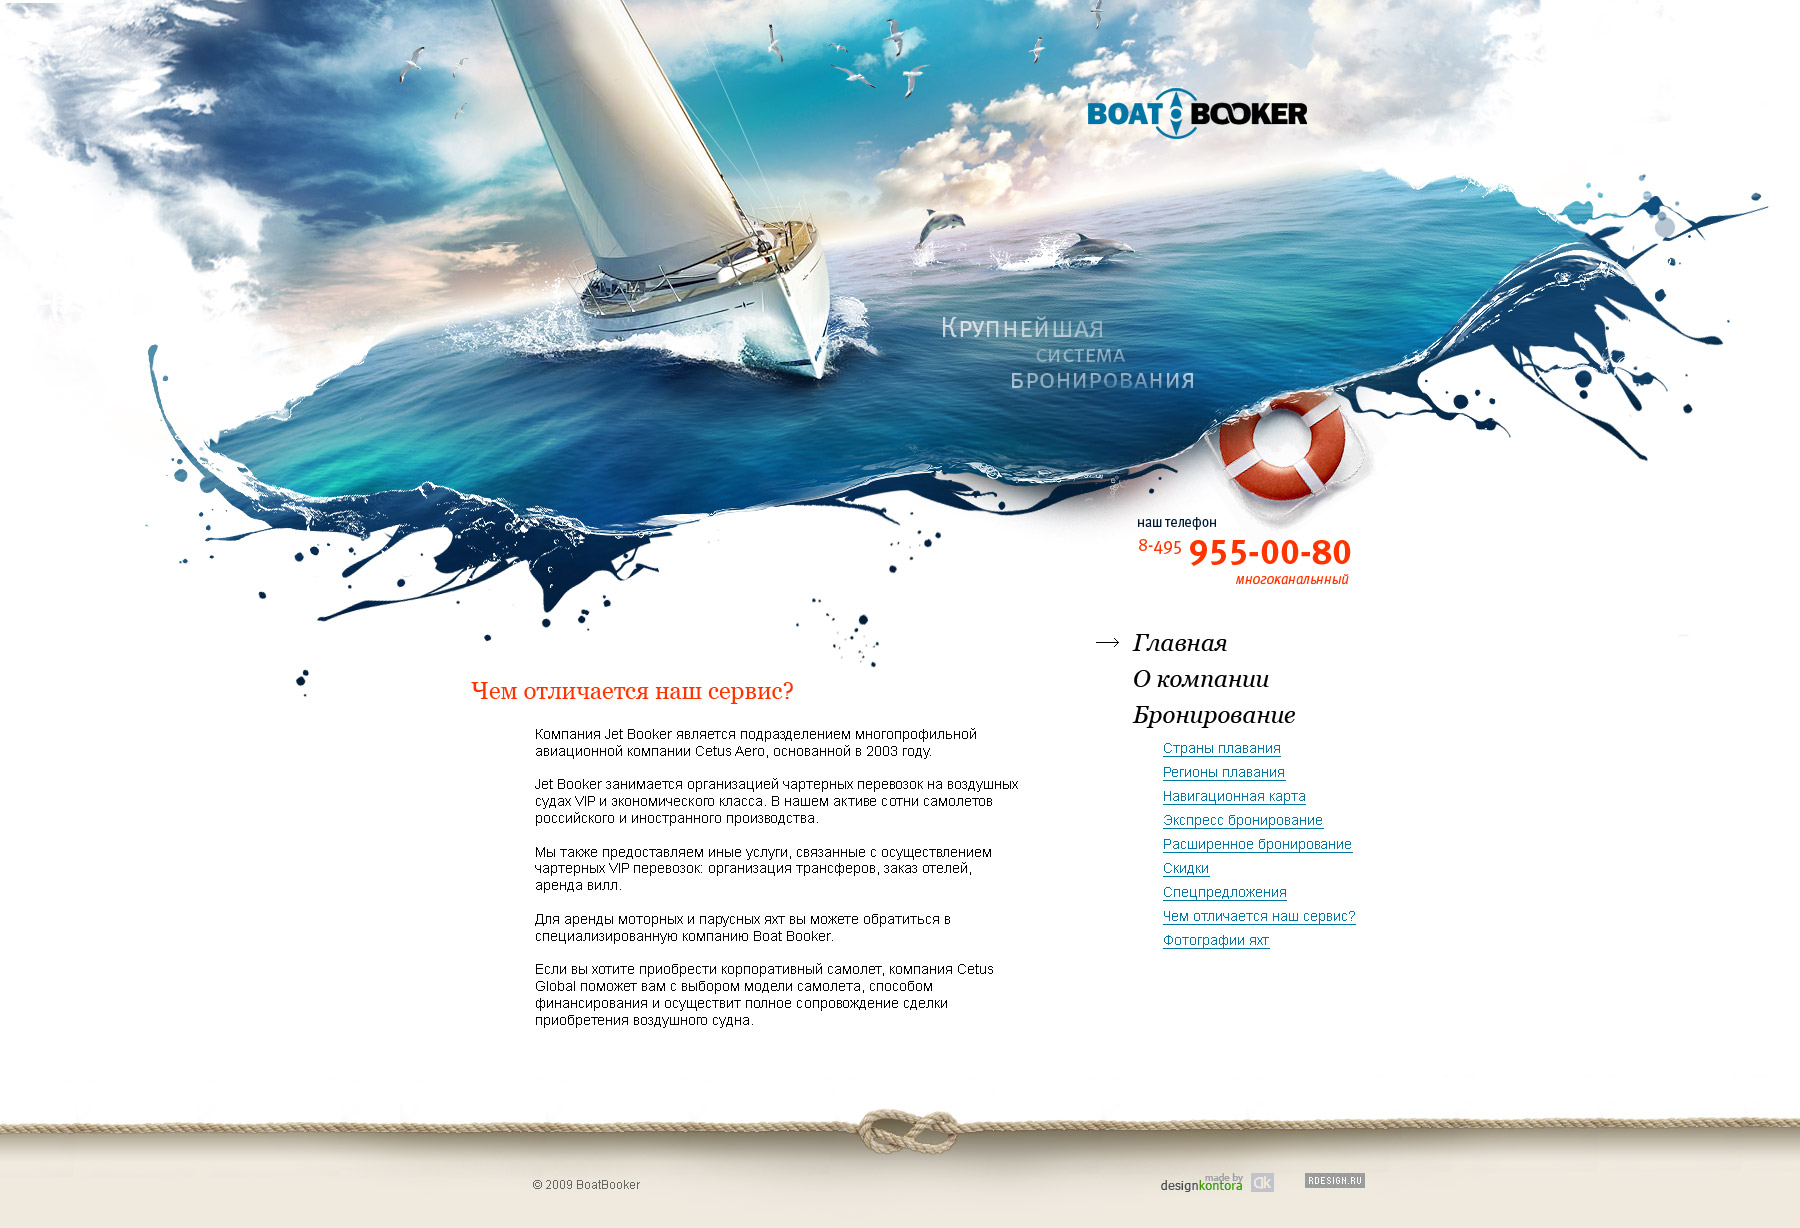 BOAT BOOKER
Крупнейшая
система
бронирования
наш телефон
8-495 955-00-80
многоканальнный
Главная
О компании
Бронирование
Страны плавания
Регионы плавания
Навигационная карта
Экспресс бронирование
Расширенное бронирование
Скидки
Спецпредложения
Чем отличается наш сервис?
Фотографии яхт
Чем отличается наш сервис?
Компания Jet Booker является подразделением многопрофильной
авиационной компании Cetus Aero, основанной в 2003 году.
Jet Booker занимается организацией чартерных перевозок на воздушных
судах VIP и экономического класса. В нашем активе сотни самолетов
российского и иностранного производства.
Мы также предоставляем иные услуги, связанные с осуществлением
чартерных VIP перевозок: организация трансферов, заказ отелей,
аренда вилл.
Для аренды моторных и парусных яхт вы можете обратиться в
специализированную компанию Boat Booker.
Если вы хотите приобрести корпоративный самолет, компания Cetus
Global поможет вам с выбором модели самолета, способом
финансирования и осуществит полное сопровождение сделки
приобретения воздушного судна.
© 2009 BoatBooker
made by
designkontora
dk
RDESIGN.RU